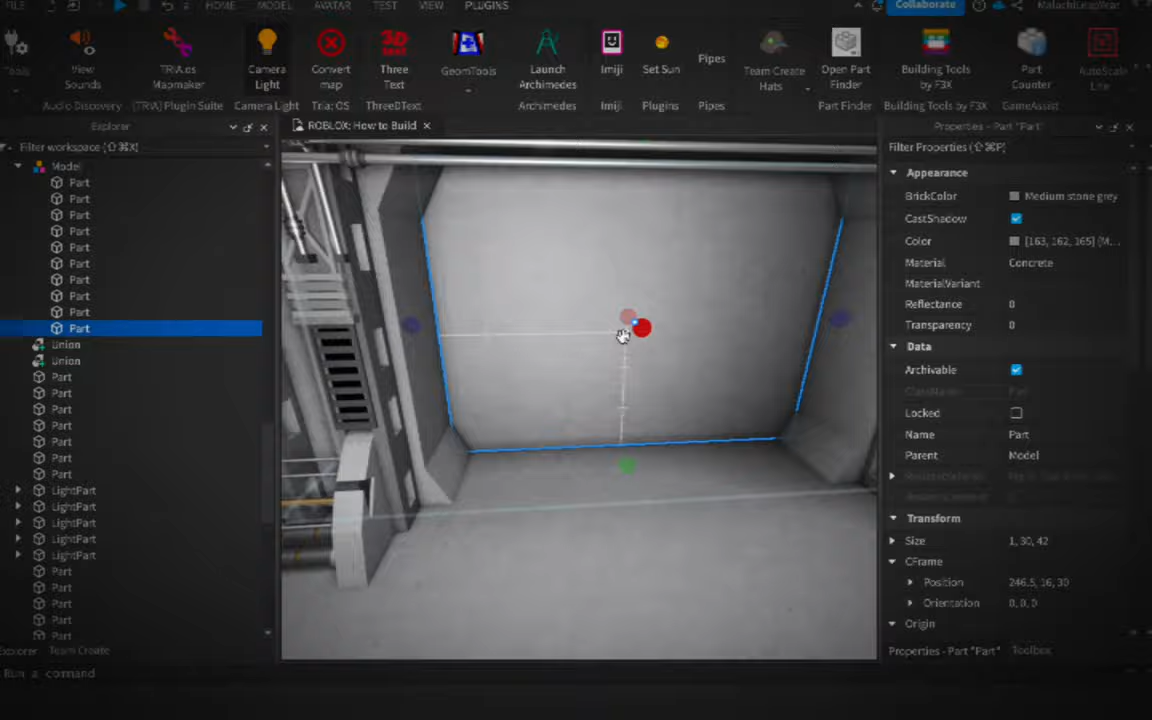 FILE HOME MODEL AVATAR TEST VIEW PLUGINS Collaborate
Tools View Sounds TRIA.os Mapmaker Camera Light Convert map Three Text GeomTools Launch Archimedes Imiji Set Sun Pipes Team Create Hats Open Part Finder Building Tools by F3X Part Counter AutoScale Lite
Audio Discovery [TRIA] Plugin Suite Camera Light Tria: OS ThreeDText Archimedes Imiji Plugins Pipes Part Finder Building Tools by F3X GameAssist
Explorer
ROBLOX: How to Build
Properties - Part "Part"
Filter workspace (⇧⌘X)
Filter Properties (⇧⌘P)
Model
Part
Part
Part
Part
Part
Part
Part
Part
Part
Part
Union
Union
Part
Part
Part
Part
Part
Part
Part
LightPart
LightPart
LightPart
LightPart
LightPart
Part
Part
Part
Part
Part
Appearance
BrickColor Medium stone grey
CastShadow
Color [163, 162, 165] (M...
Material Concrete
MaterialVariant
Reflectance 0
Transparency 0
Data
Archivable
Locked
Name Part
Parent Model
Transform
Size 1, 30, 42
CFrame
Position 246.5, 16, 30
Orientation 0, 0, 0
Origin
Explorer Team Create
Properties - Part "Part" Toolbox
Run a command